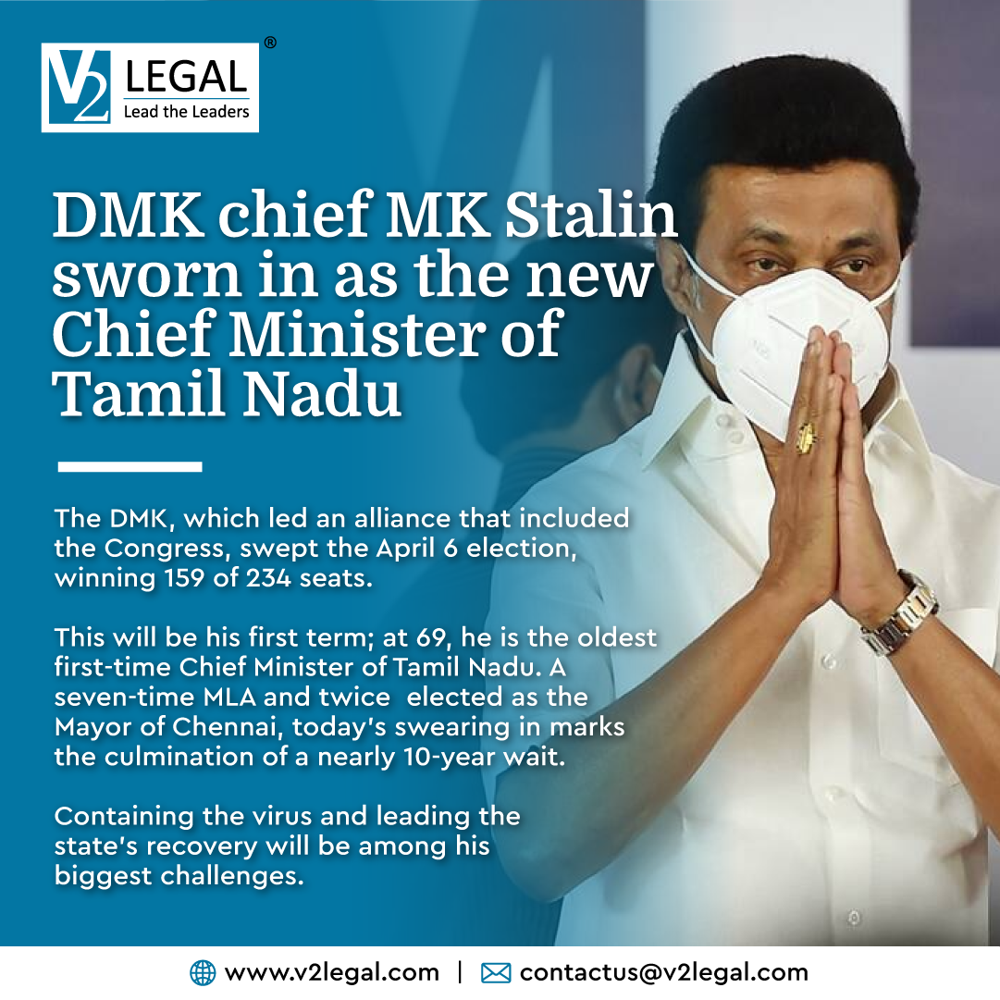 V2 LEGAL ®
Lead the Leaders
DMK chief MK Stalin
sworn in as the new
Chief Minister of
Tamil Nadu
The DMK, which led an alliance that included
the Congress, swept the April 6 election,
winning 159 of 234 seats.
This will be his first term; at 69, he is the oldest
first-time Chief Minister of Tamil Nadu. A
seven-time MLA and twice  elected as the
Mayor of Chennai, today's swearing in marks
the culmination of a nearly 10-year wait.
Containing the virus and leading the
state's recovery will be among his
biggest challenges.
www.v2legal.com | contactus@v2legal.com